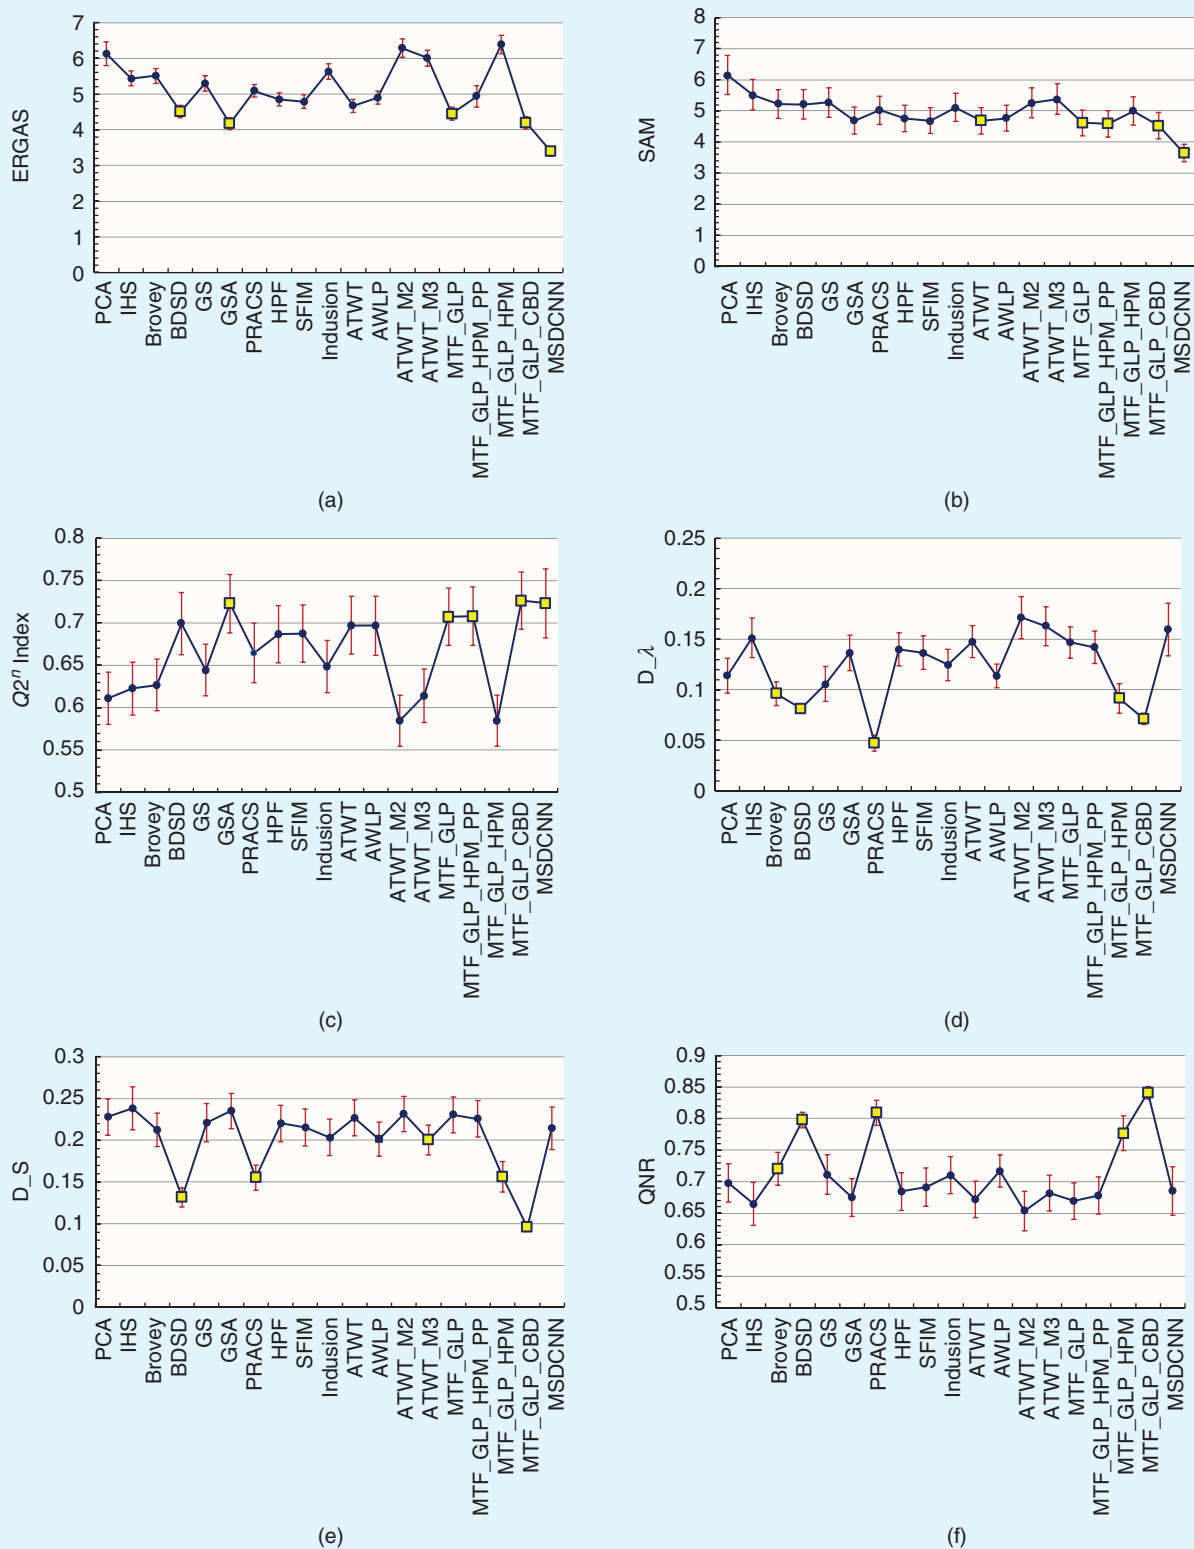 7
6
5
4
3
2
1
0
ERGAS
PCA
IHS
Brovey
BDSD
GS
GSA
PRACS
HPF
SFIM
Indusion
ATWT
AWLP
ATWT_M2
ATWT_M3
MTF_GLP
MTF_GLP_HPM_PP
MTF_GLP_HPM
MTF_GLP_CBD
MSDCNN
(a)
8
7
6
5
4
3
2
1
0
SAM
PCA
IHS
Brovey
BDSD
GS
GSA
PRACS
HPF
SFIM
Indusion
ATWT
AWLP
ATWT_M2
ATWT_M3
MTF_GLP
MTF_GLP_HPM_PP
MTF_GLP_HPM
MTF_GLP_CBD
MSDCNN
(b)
0.8
0.75
0.7
0.65
0.6
0.55
0.5
Q2ⁿ Index
PCA
IHS
Brovey
BDSD
GS
GSA
PRACS
HPF
SFIM
Indusion
ATWT
AWLP
ATWT_M2
ATWT_M3
MTF_GLP
MTF_GLP_HPM_PP
MTF_GLP_HPM
MTF_GLP_CBD
MSDCNN
(c)
0.25
0.2
0.15
0.1
0.05
0
D_λ
PCA
IHS
Brovey
BDSD
GS
GSA
PRACS
HPF
SFIM
Indusion
ATWT
AWLP
ATWT_M2
ATWT_M3
MTF_GLP
MTF_GLP_HPM_PP
MTF_GLP_HPM
MTF_GLP_CBD
MSDCNN
(d)
0.3
0.25
0.2
0.15
0.1
0.05
0
D_S
PCA
IHS
Brovey
BDSD
GS
GSA
PRACS
HPF
SFIM
Indusion
ATWT
AWLP
ATWT_M2
ATWT_M3
MTF_GLP
MTF_GLP_HPM_PP
MTF_GLP_HPM
MTF_GLP_CBD
MSDCNN
(e)
0.9
0.85
0.8
0.75
0.7
0.65
0.6
0.55
0.5
QNR
PCA
IHS
Brovey
BDSD
GS
GSA
PRACS
HPF
SFIM
Indusion
ATWT
AWLP
ATWT_M2
ATWT_M3
MTF_GLP
MTF_GLP_HPM_PP
MTF_GLP_HPM
MTF_GLP_CBD
MSDCNN
(f)